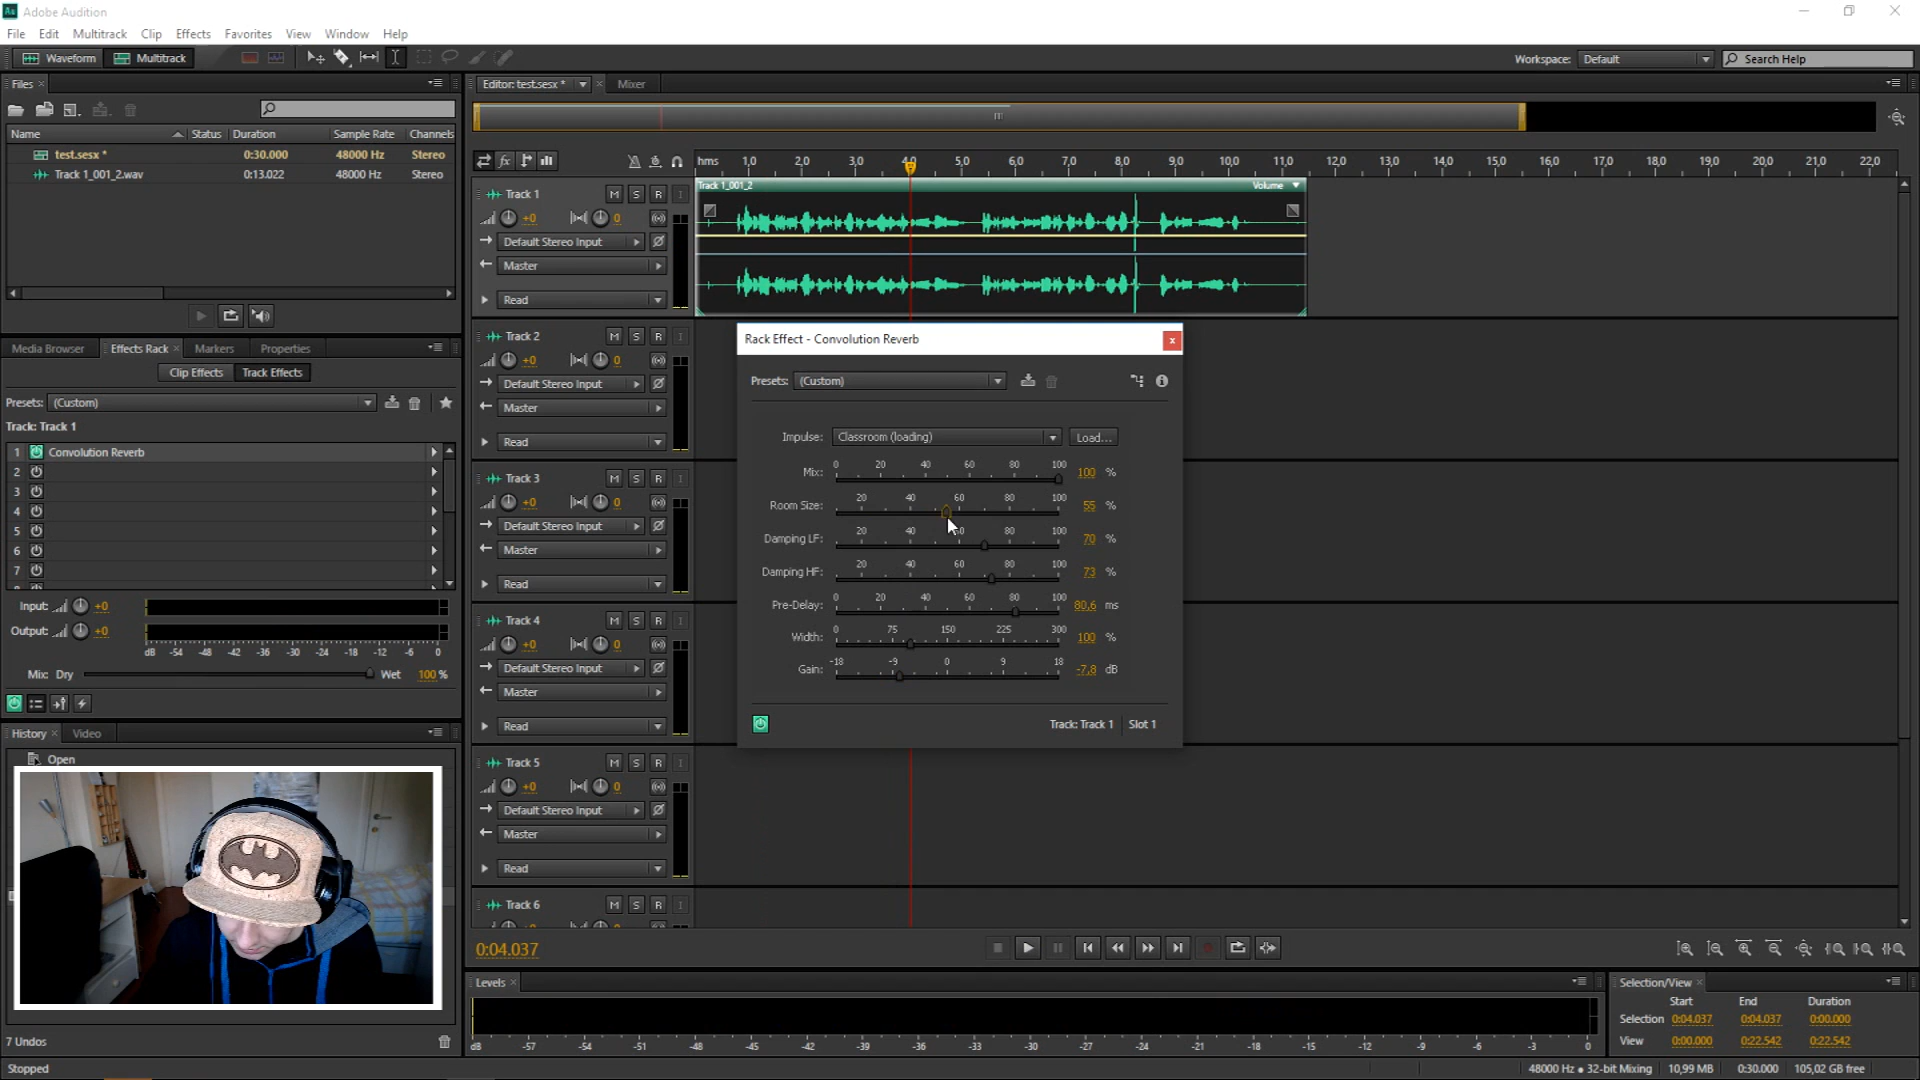 Au Adobe Audition
File Edit Multitrack Clip Effects Favorites View Window Help
Waveform Multitrack Workspace: Default Search Help
Files × Editor: test.sesx * × Mixer
Name Status Duration Sample Rate Channels
test.sesx * 0:30.000 48000 Hz Stereo
Track 1_001_2.wav 0:13.022 48000 Hz Stereo
hms 1,0 2,0 3,0 4,0 5,0 6,0 7,0 8,0 9,0 10,0 11,0 12,0 13,0 14,0 15,0 16,0 17,0 18,0 19,0 20,0 21,0 22,0
fx
Track 1_001_2 Volume
Track 1 M S R I
+0 0
Default Stereo Input
Master
Read
Track 2 M S R I
+0 0
Default Stereo Input
Master
Read
Track 3 M S R I
+0 0
Default Stereo Input
Master
Read
Track 4 M S R I
+0 0
Default Stereo Input
Master
Read
Track 5 M S R I
+0 0
Default Stereo Input
Master
Read
Track 6 M S R I
Media Browser Effects Rack × Markers Properties
Clip Effects Track Effects
Presets: (Custom)
Track: Track 1
1 Convolution Reverb
2
3
4
5
6
7
Input: +0
Output: +0
dB -54 -48 -42 -36 -30 -24 -18 -12 -6 0
Mix: Dry Wet 100 %
History × Video
Open
7 Undos
Stopped
Rack Effect - Convolution Reverb x
Presets: (Custom)
Impulse: Classroom (loading) Load...
0 20 40 60 80 100
Mix: 100 %
20 40 60 80 100
Room Size: 55 %
20 40 80 100
Damping LF: 70 %
20 40 60 80 100
Damping HF: 73 %
0 20 40 60 80 100
Pre-Delay: 80,6 ms
0 75 150 225 300
Width: 100 %
-18 -9 0 9 18
Gain: -7,8 dB
Track: Track 1 Slot 1
0:04.037
Levels ×
dB -57 -54 -51 -48 -45 -42 -39 -36 -33 -30 -27 -24 -21 -18 -15 -12 -9 -6 -3 0
Selection/View ×
Start End Duration
Selection 0:04.037 0:04.037 0:00.000
View 0:00.000 0:22.542 0:22.542
48000 Hz ● 32-bit Mixing 10,99 MB 0:30.000 105,02 GB free